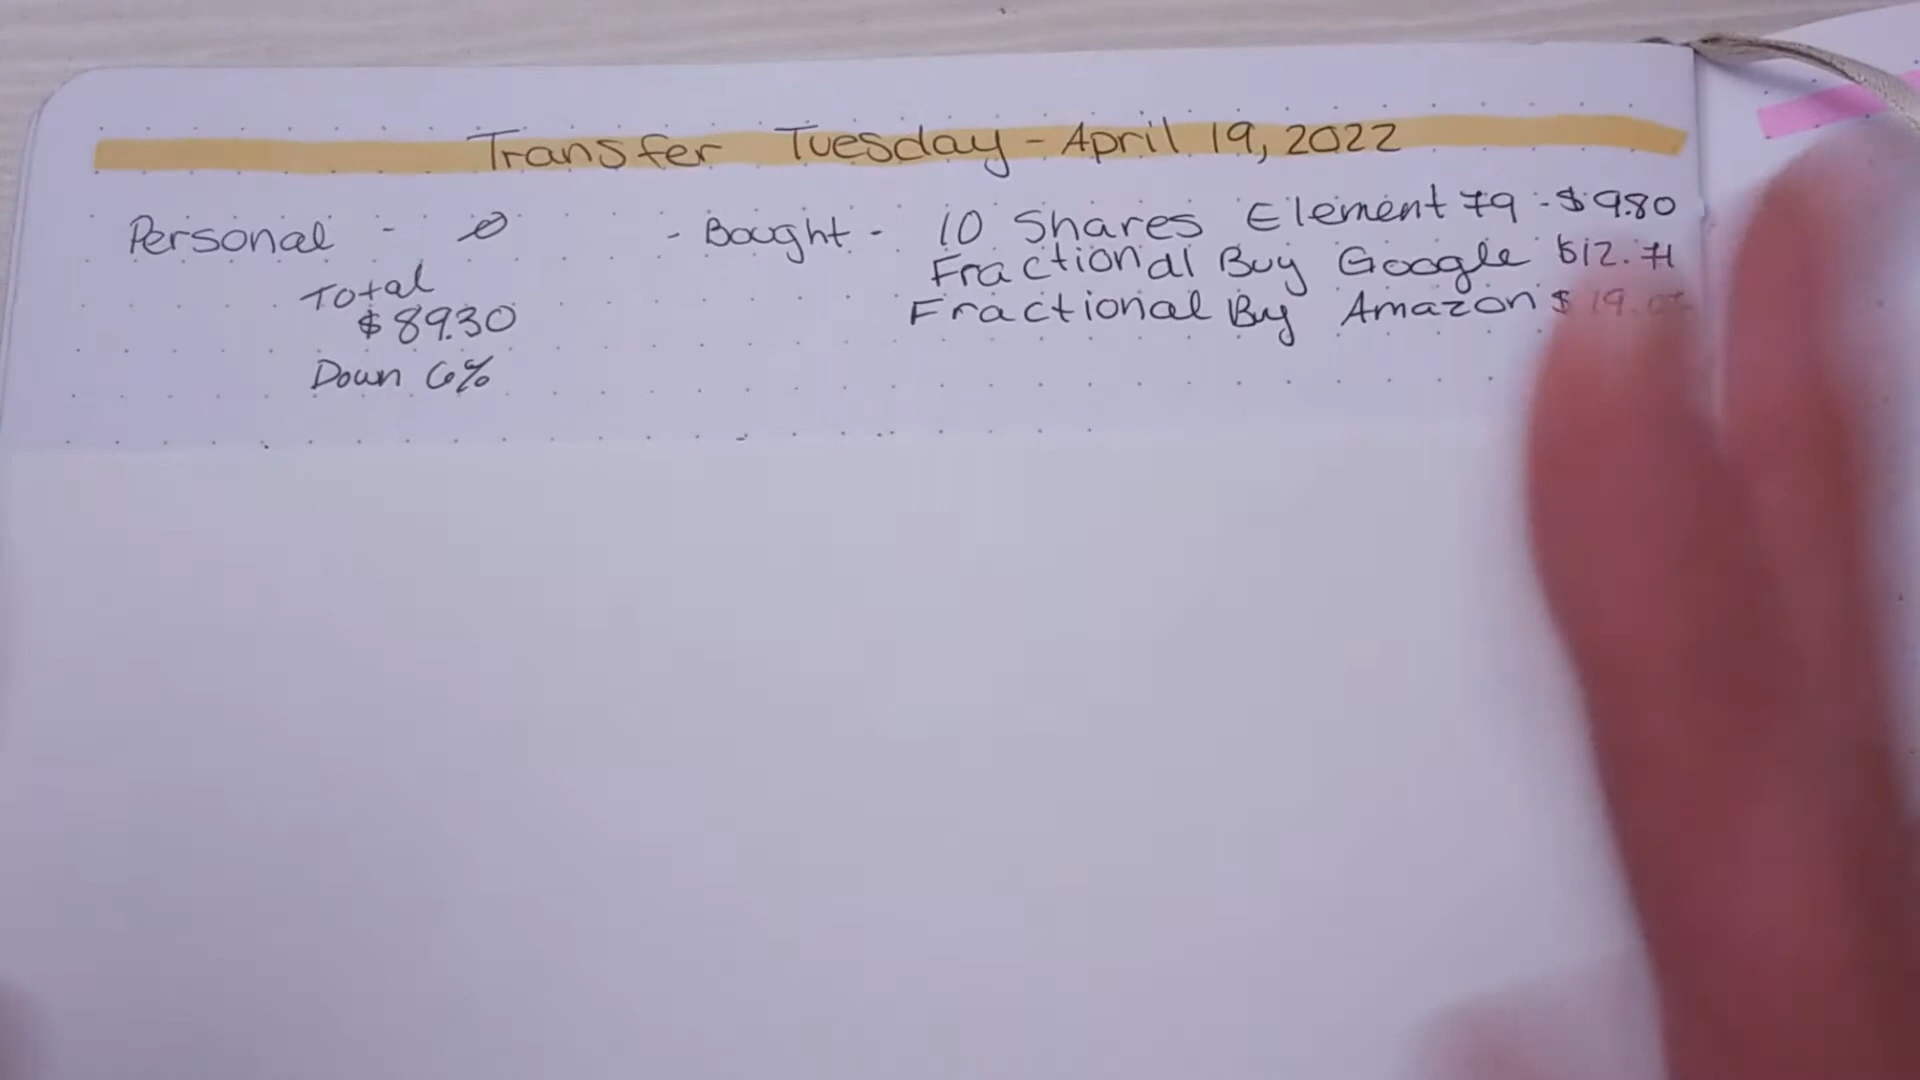 Transfer Tuesday - April 19, 2022
Personal - ∅ - Bought - 10 Shares Element 79 - $9.80
Fractional Buy Google $12.71
Total
Fractional By Amazon $
$89.30
Down 6%